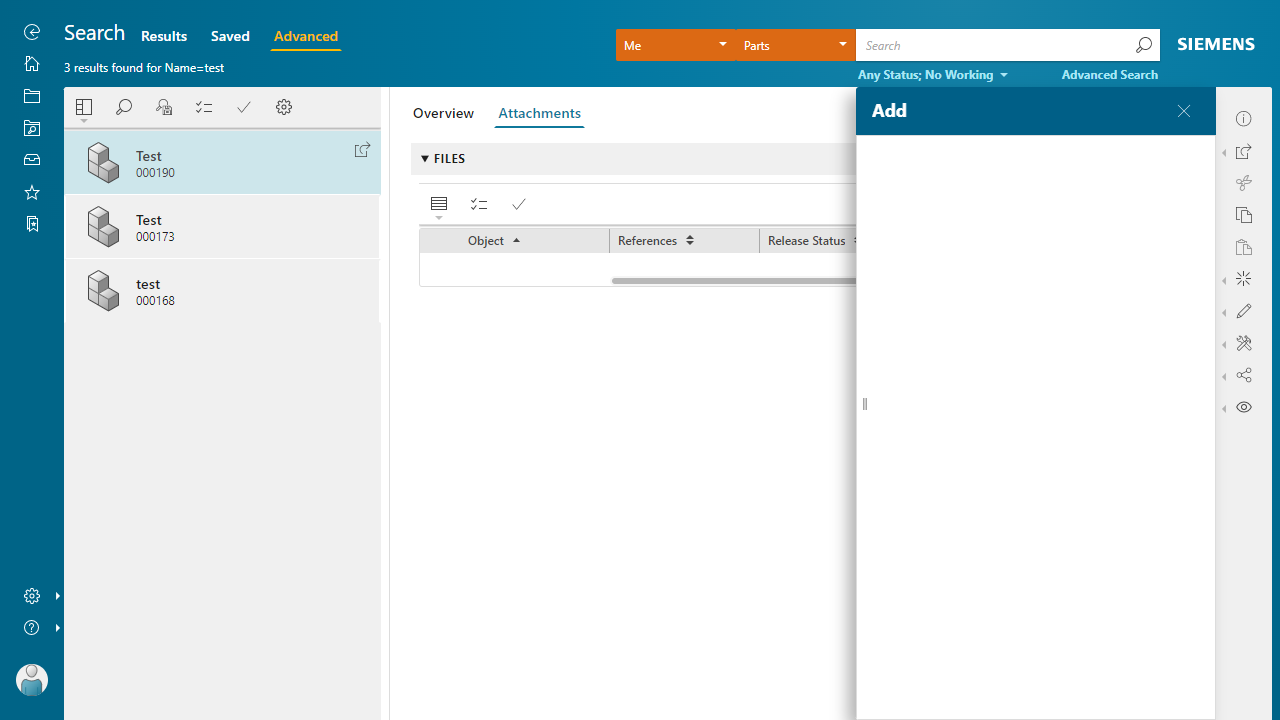 Search
Results
Saved
Advanced
3 results found for Name=test
Me
Parts
Search
SIEMENS
Any Status; No Working
Advanced Search
Test
000190
Test
000173
test
000168
Overview
Attachments
FILES
Object
References
Release Status
Add